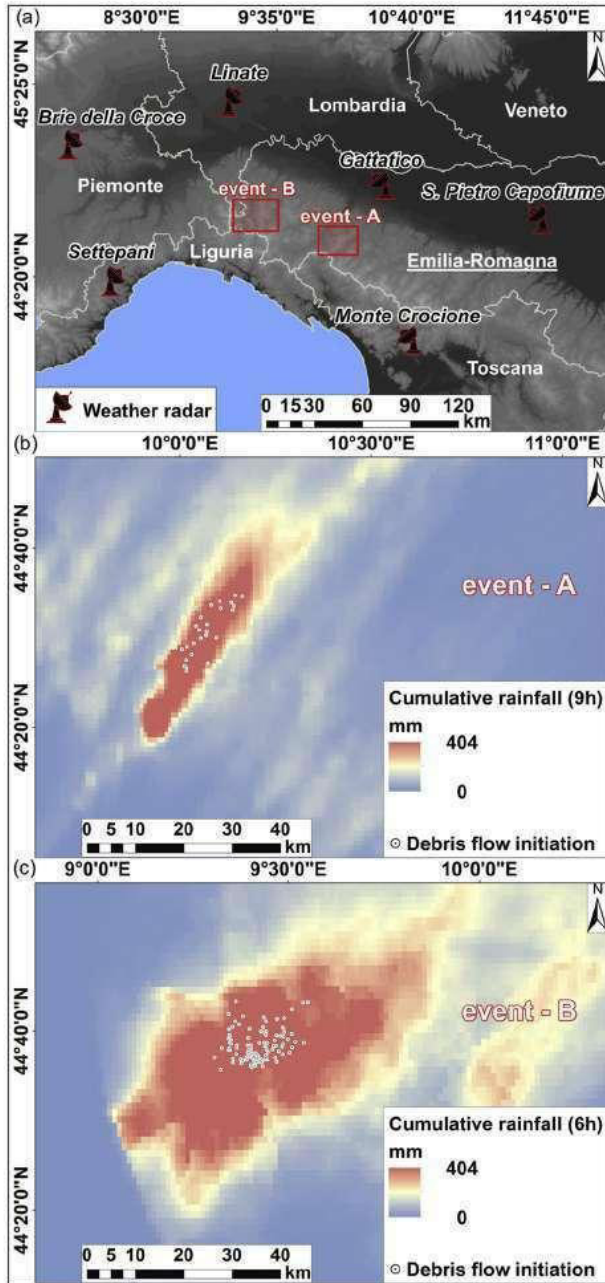 (a)
8°30'0"E 9°35'0"E 10°40'0"E 11°45'0"E
45°25'0"N
44°20'0"N
N
Linate
Lombardia
Veneto
Brie della Croce
Gattatico
Piemonte
event - B
S. Pietro Capofiume
event - A
Settepani
Liguria
Emilia-Romagna
Monte Crocione
Toscana
Weather radar
0 15 30 60 90 120
km
(b)
10°0'0"E 10°30'0"E 11°0'0"E
N
44°40'0"N
44°20'0"N
event - A
Cumulative rainfall (9h)
mm
404
0
Debris flow initiation
0 5 10 20 30 40
km
(c)
9°0'0"E 9°30'0"E 10°0'0"E
N
44°40'0"N
44°20'0"N
event - B
Cumulative rainfall (6h)
mm
404
0
Debris flow initiation
0 5 10 20 30 40
km